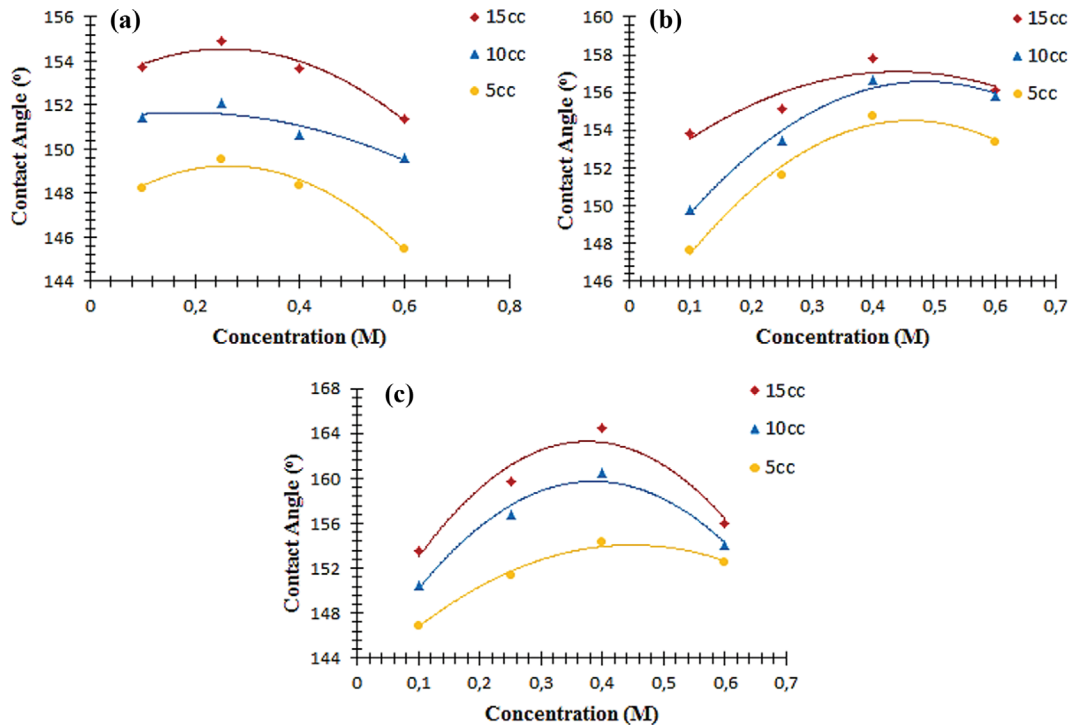 (a)
15cc
10cc
5cc
Contact Angle (º)
156
154
152
150
148
146
144
0 0,2 0,4 0,6 0,8
Concentration (M)
(b)
15cc
10cc
5cc
Contact Angle (º)
160
158
156
154
152
150
148
146
0 0,1 0,2 0,3 0,4 0,5 0,6 0,7
Concentration (M)
(c)
15cc
10cc
5cc
Contact Angle (º)
168
164
160
156
152
148
144
0 0,1 0,2 0,3 0,4 0,5 0,6 0,7
Concentration (M)